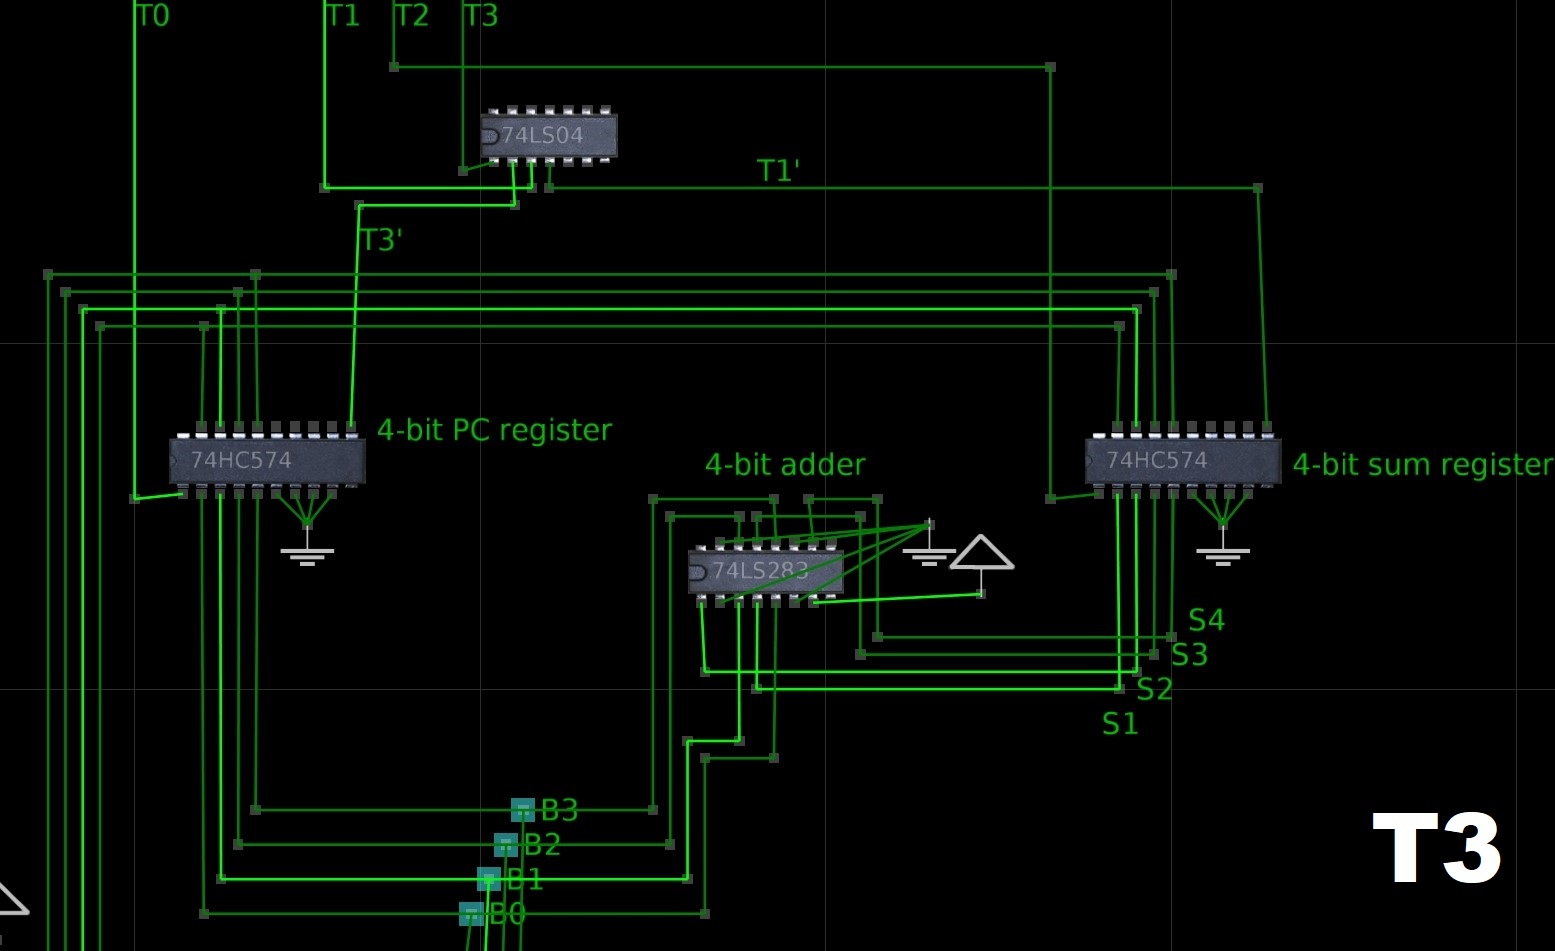 T0
T1
T2
T3
74LS04
T1'
T3'
4-bit PC register
74HC574
4-bit adder
74HC574
4-bit sum register
74LS283
S4
S3
S2
S1
B3
B2
B1
B0
T3